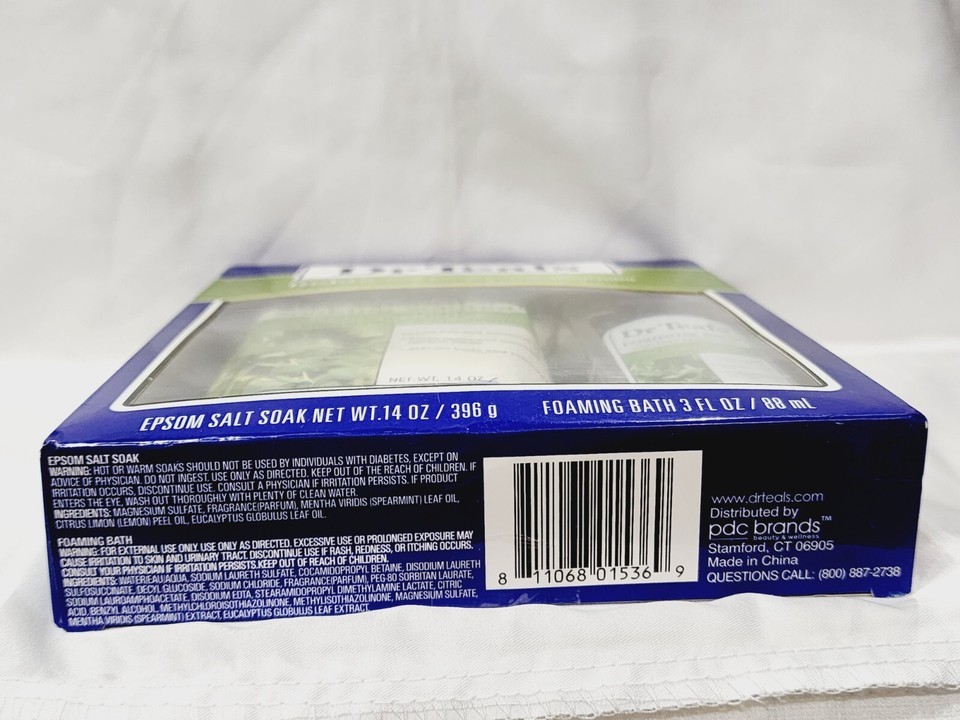 Dr Teal's
Dr Teal's
NET WT. 14 OZ
EPSOM SALT SOAK NET WT.14 OZ / 396 g
FOAMING BATH 3 FL OZ / 88 mL
EPSOM SALT SOAK
WARNING: HOT OR WARM SOAKS SHOULD NOT BE USED BY INDIVIDUALS WITH DIABETES, EXCEPT ON
ADVICE OF PHYSICIAN. DO NOT INGEST. USE ONLY AS DIRECTED. KEEP OUT OF THE REACH OF CHILDREN. IF
IRRITATION OCCURS, DISCONTINUE USE. CONSULT A PHYSICIAN IF IRRITATION PERSISTS. IF PRODUCT
ENTERS THE EYE, WASH OUT THOROUGHLY WITH PLENTY OF CLEAN WATER.
INGREDIENTS: MAGNESIUM SULFATE, FRAGRANCE(PARFUM), MENTHA VIRIDIS (SPEARMINT) LEAF OIL,
CITRUS LIMON (LEMON) PEEL OIL, EUCALYPTUS GLOBULUS LEAF OIL.
FOAMING BATH
WARNING: FOR EXTERNAL USE ONLY. USE ONLY AS DIRECTED. EXCESSIVE USE OR PROLONGED EXPOSURE MAY
CAUSE IRRITATION TO SKIN AND URINARY TRACT. DISCONTINUE USE IF RASH, REDNESS, OR ITCHING OCCURS.
CONSULT YOUR PHYSICIAN IF IRRITATION PERSISTS.KEEP OUT OF REACH OF CHILDREN.
INGREDIENTS: WATER/EAU/AQUA, SODIUM LAURETH SULFATE, COCAMIDOPROPYL BETAINE, DISODIUM LAURETH
SULFOSUCCINATE, DECYL GLUCOSIDE, SODIUM CHLORIDE, FRAGRANCE(PARFUM), PEG-80 SORBITAN LAURATE,
SODIUM LAUROAMPHOACETATE, DISODIUM EDTA, STEARAMIDOPROPYL DIMETHYLAMINE LACTATE, CITRIC
ACID, BENZYL ALCOHOL, METHYLCHLOROISOTHIAZOLINONE, METHYLISOTHIAZOLINONE, MAGNESIUM SULFATE,
MENTHA VIRIDIS (SPEARMINT) EXTRACT, EUCALYPTUS GLOBULUS LEAF EXTRACT.
8 11068 01536 9
www.drteals.com
Distributed by
pdc brands™
beauty & wellness
Stamford, CT 06905
Made in China
QUESTIONS CALL: (800) 887-2738